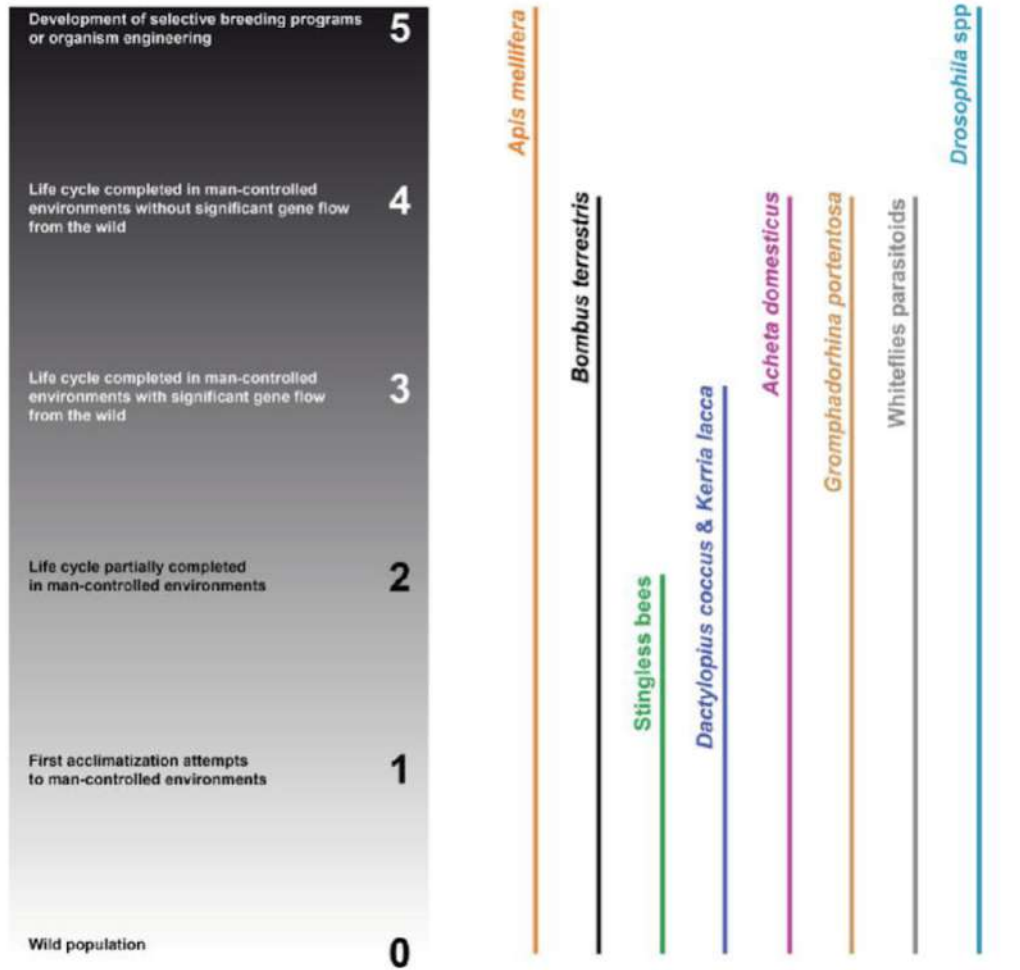 Development of selective breeding programs
or organism engineering
5
Life cycle completed in man-controlled
environments without significant gene flow
from the wild
4
Life cycle completed in man-controlled
environments with significant gene flow
from the wild
3
Life cycle partially completed
in man-controlled environments
2
First acclimatization attempts
to man-controlled environments
1
Wild population
0
Apis mellifera
Bombus terrestris
Stingless bees
Dactylopius coccus & Kerria lacca
Acheta domesticus
Gromphadorhina portentosa
Whiteflies parasitoids
Drosophila spp